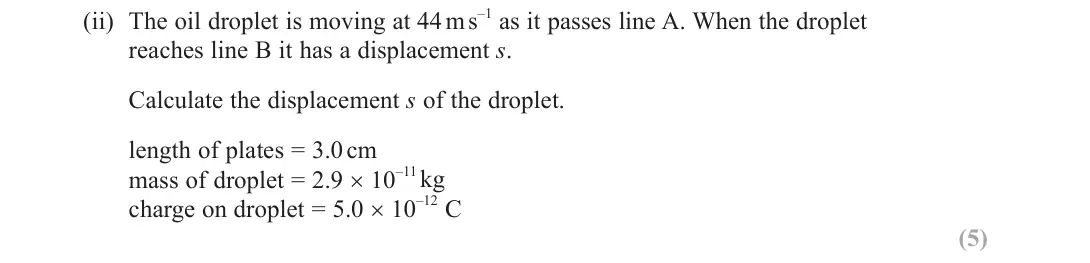 (ii) The oil droplet is moving at 44 m s⁻¹ as it passes line A. When the droplet
reaches line B it has a displacement s.
Calculate the displacement s of the droplet.
length of plates = 3.0 cm
mass of droplet = 2.9 × 10⁻¹¹ kg
charge on droplet = 5.0 × 10⁻¹² C
(5)